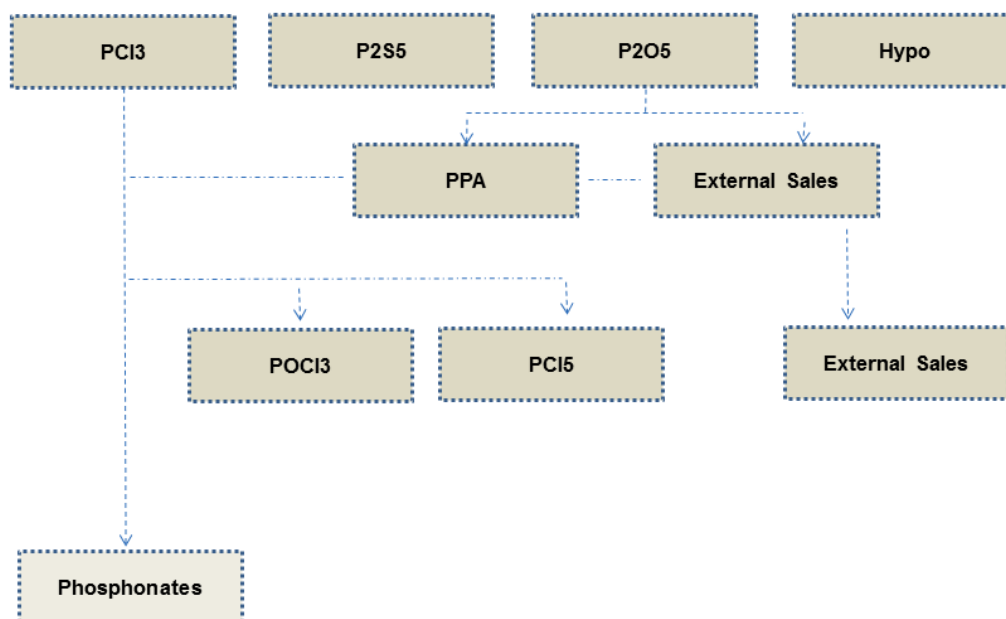 PCl3
P2S5
P2O5
Hypo
PPA
External Sales
POCl3
PCl5
External Sales
Phosphonates